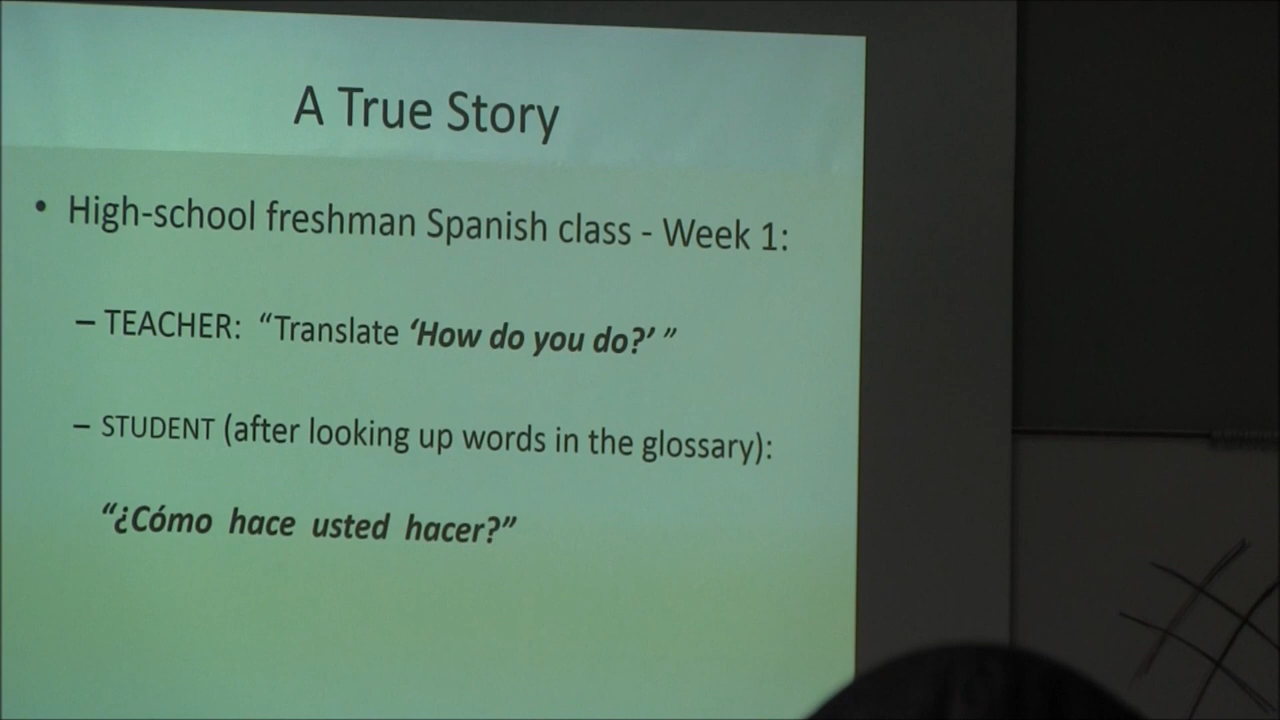 A True Story
• High-school freshman Spanish class - Week 1:
– TEACHER: “Translate ‘How do you do?’ ”
– STUDENT (after looking up words in the glossary):
“¿Cómo hace usted hacer?”